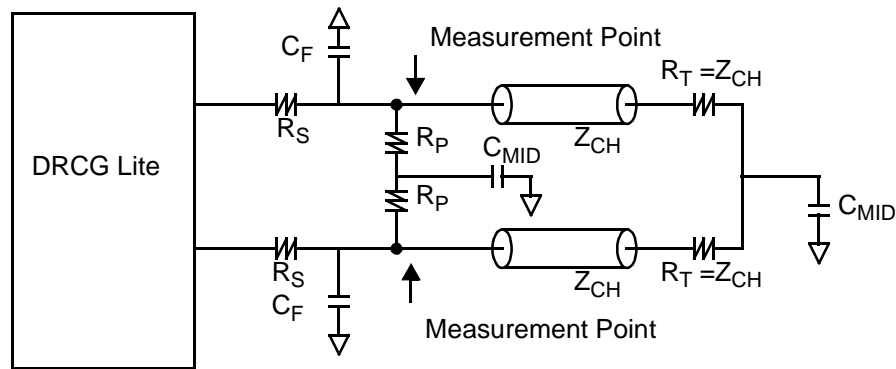 C_F
Measurement Point
R_T =Z_CH
R_S
R_P
Z_CH
C_MID
DRCG Lite
R_P
C_MID
R_S
Z_CH
R_T =Z_CH
C_F
Measurement Point